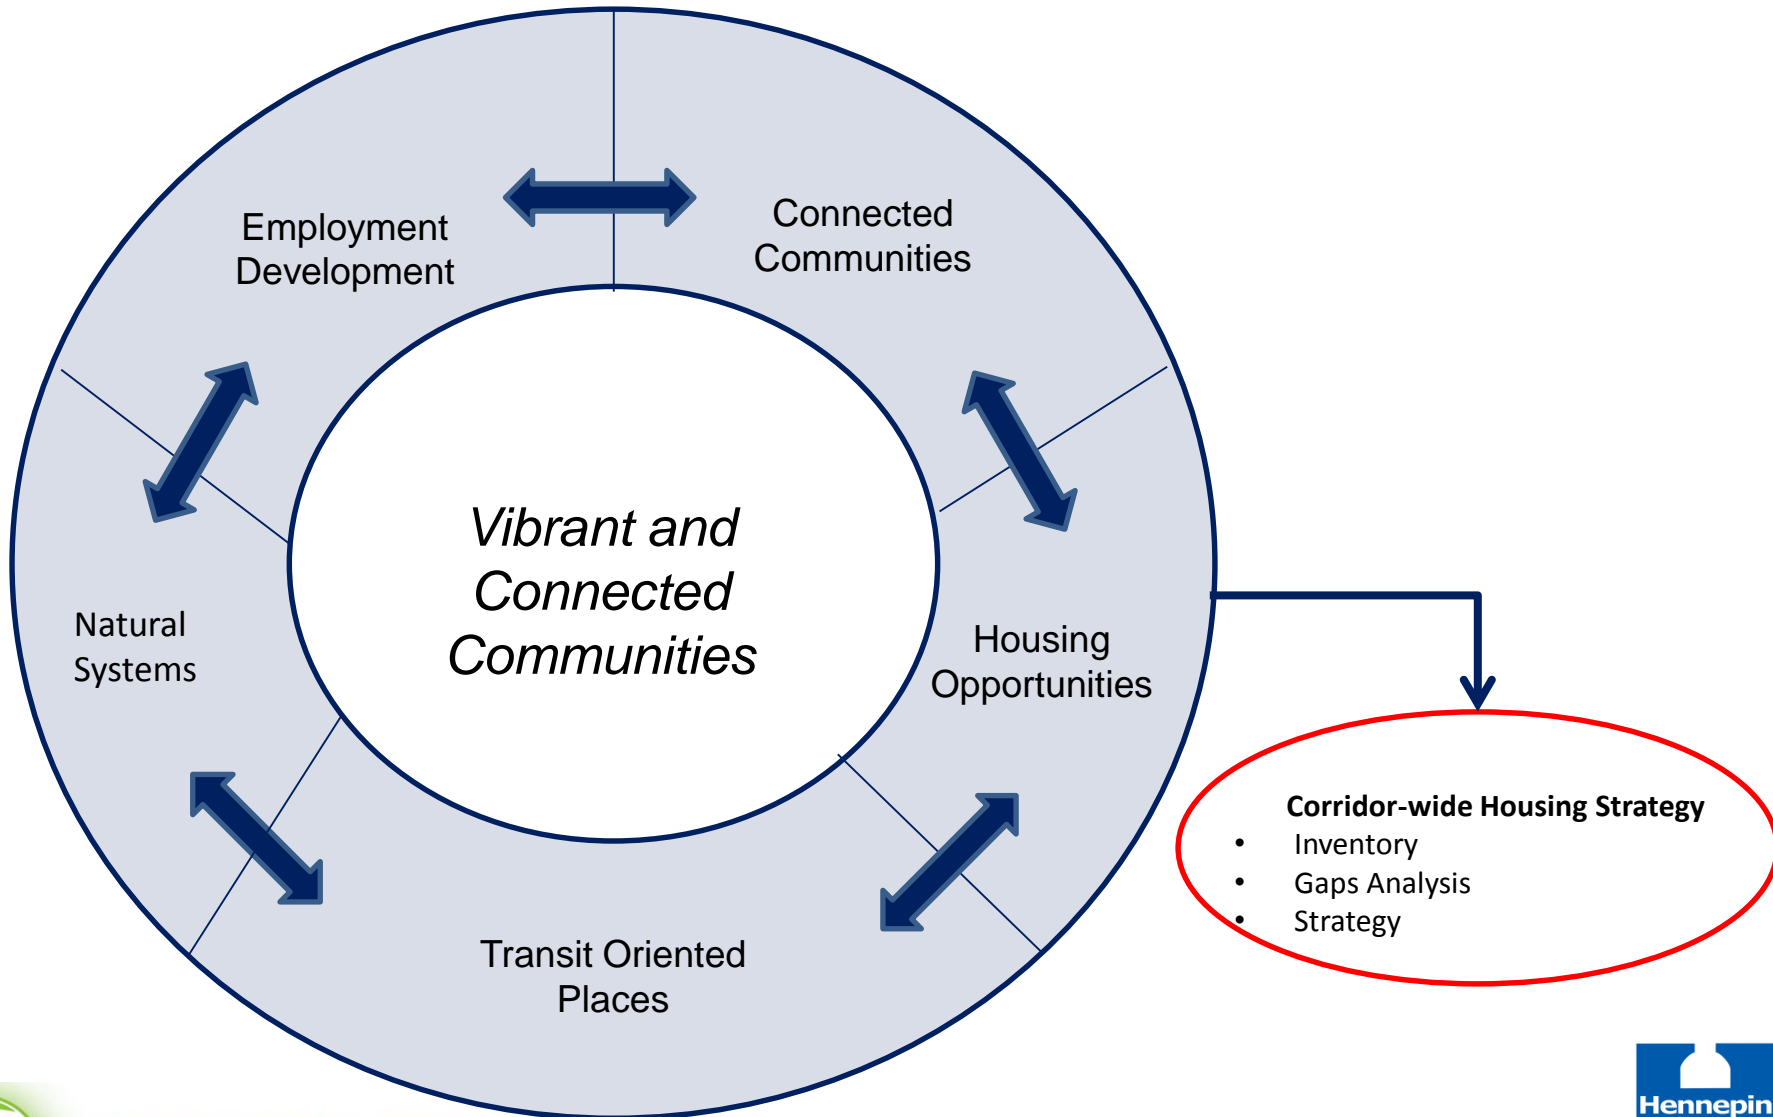 Employment
Development
Connected
Communities
Vibrant and
Connected
Communities
Natural
Systems
Housing
Opportunities
Transit Oriented
Places
Corridor-wide Housing Strategy
• Inventory
• Gaps Analysis
• Strategy
Hennepin